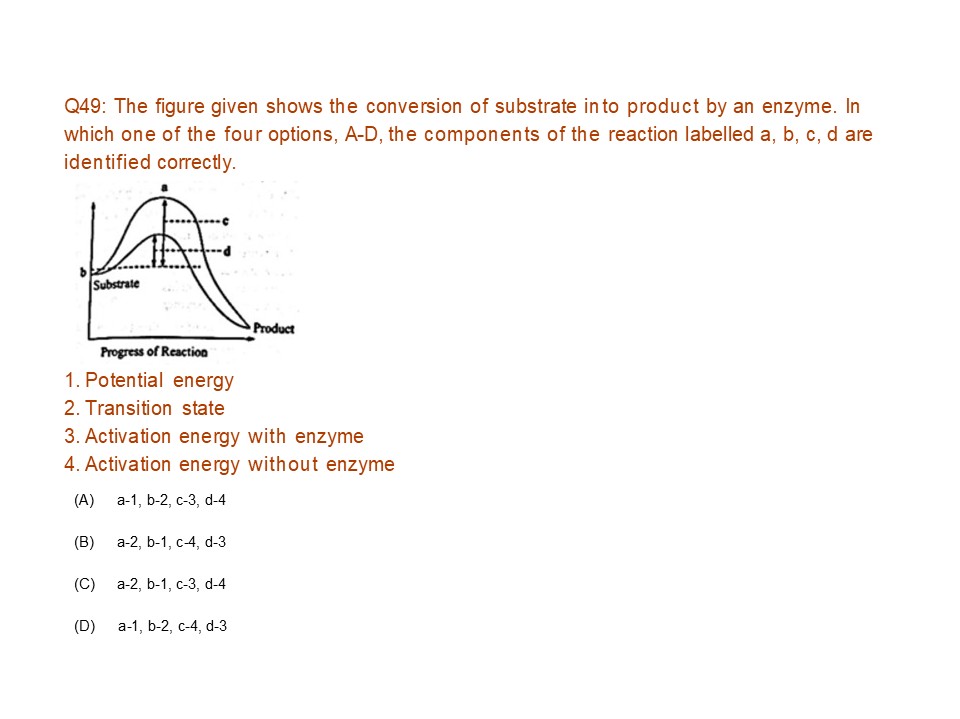 Q49: The figure given shows the conversion of substrate in to product by an enzyme. In
which one of the four options, A-D, the components of the reaction labelled a, b, c, d are
identified correctly.
a
c
d
b
Substrate
Product
Progress of Reaction
1. Potential energy
2. Transition state
3. Activation energy with enzyme
4. Activation energy without enzyme
(A) a-1, b-2, c-3, d-4
(B) a-2, b-1, c-4, d-3
(C) a-2, b-1, c-3, d-4
(D) a-1, b-2, c-4, d-3